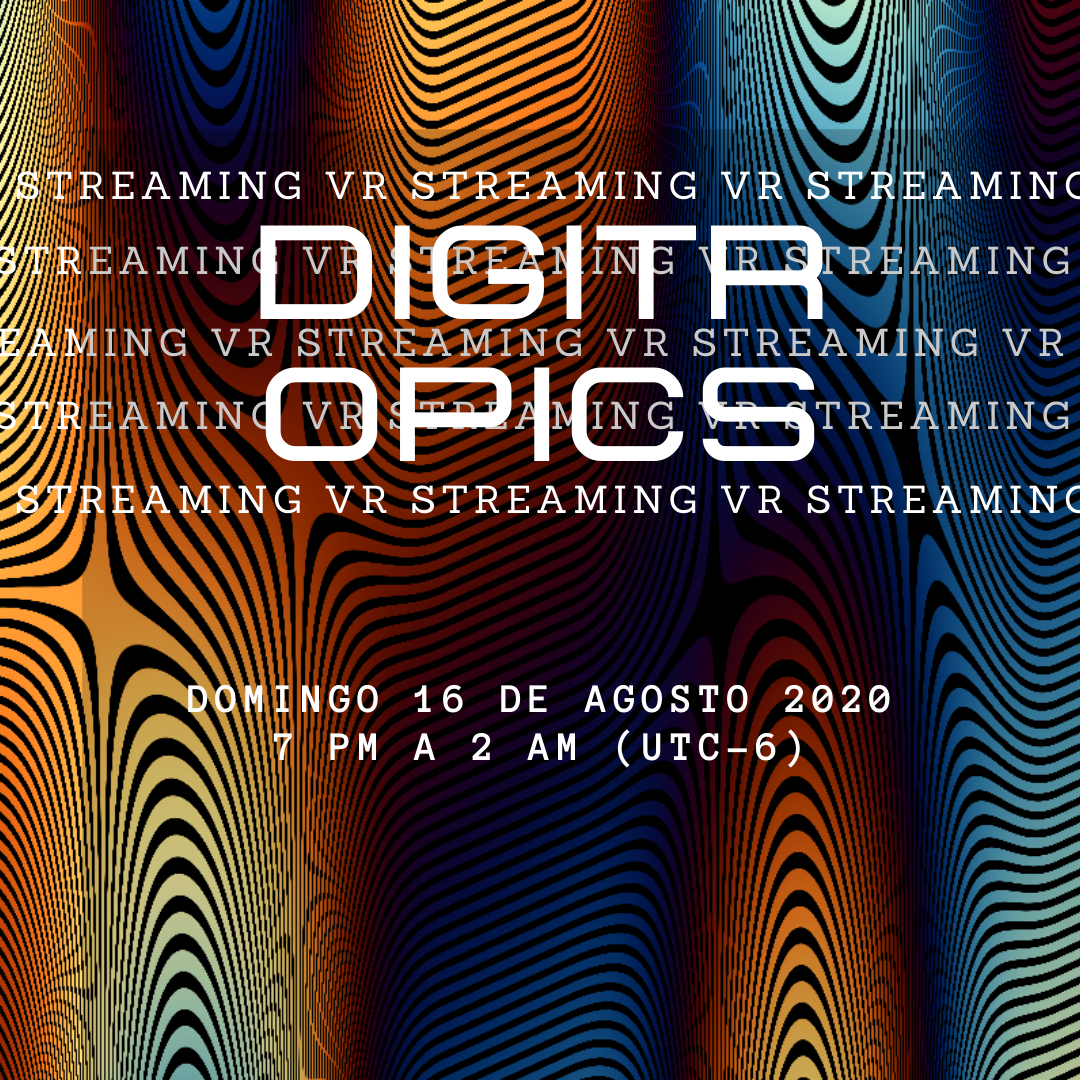 STREAMING VR STREAMING VR STREAMING
DIGITR
STREAMING VR STREAMING VR STREAMING
EAMING VR STREAMING VR STREAMING VR
OPICS
STREAMING VR STREAMING VR STREAMING
STREAMING VR STREAMING VR STREAMING
DOMINGO 16 DE AGOSTO 2020
7 PM A 2 AM (UTC-6)